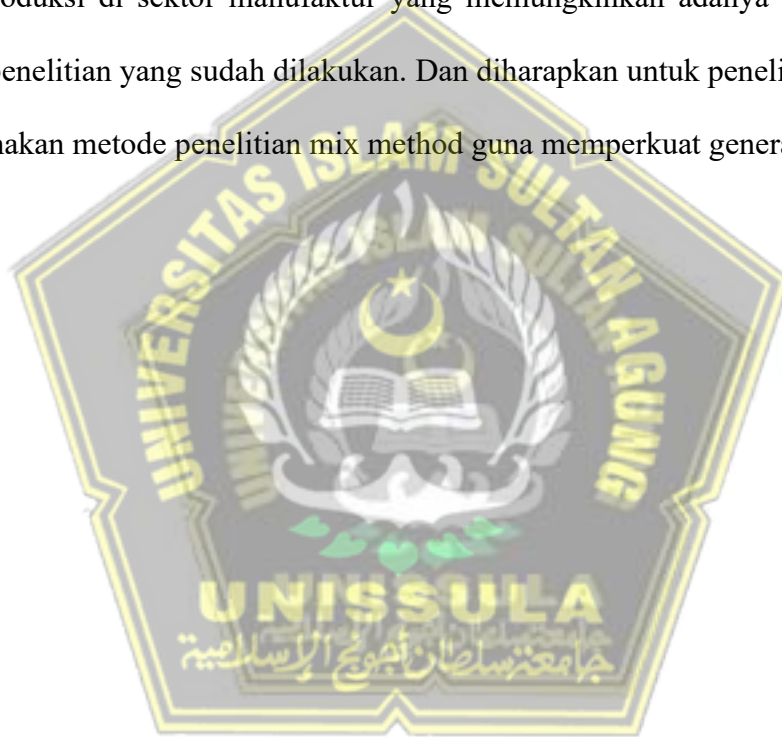 oduksi di sektor manufaktur yang memungkinkan adanya
penelitian yang sudah dilakukan. Dan diharapkan untuk peneli
nakan metode penelitian mix method guna memperkuat genera
UNIVERSITAS ISLAM SULTAN AGUNG
UNISSULA
جامعة سلطان أجونج الإسلامية